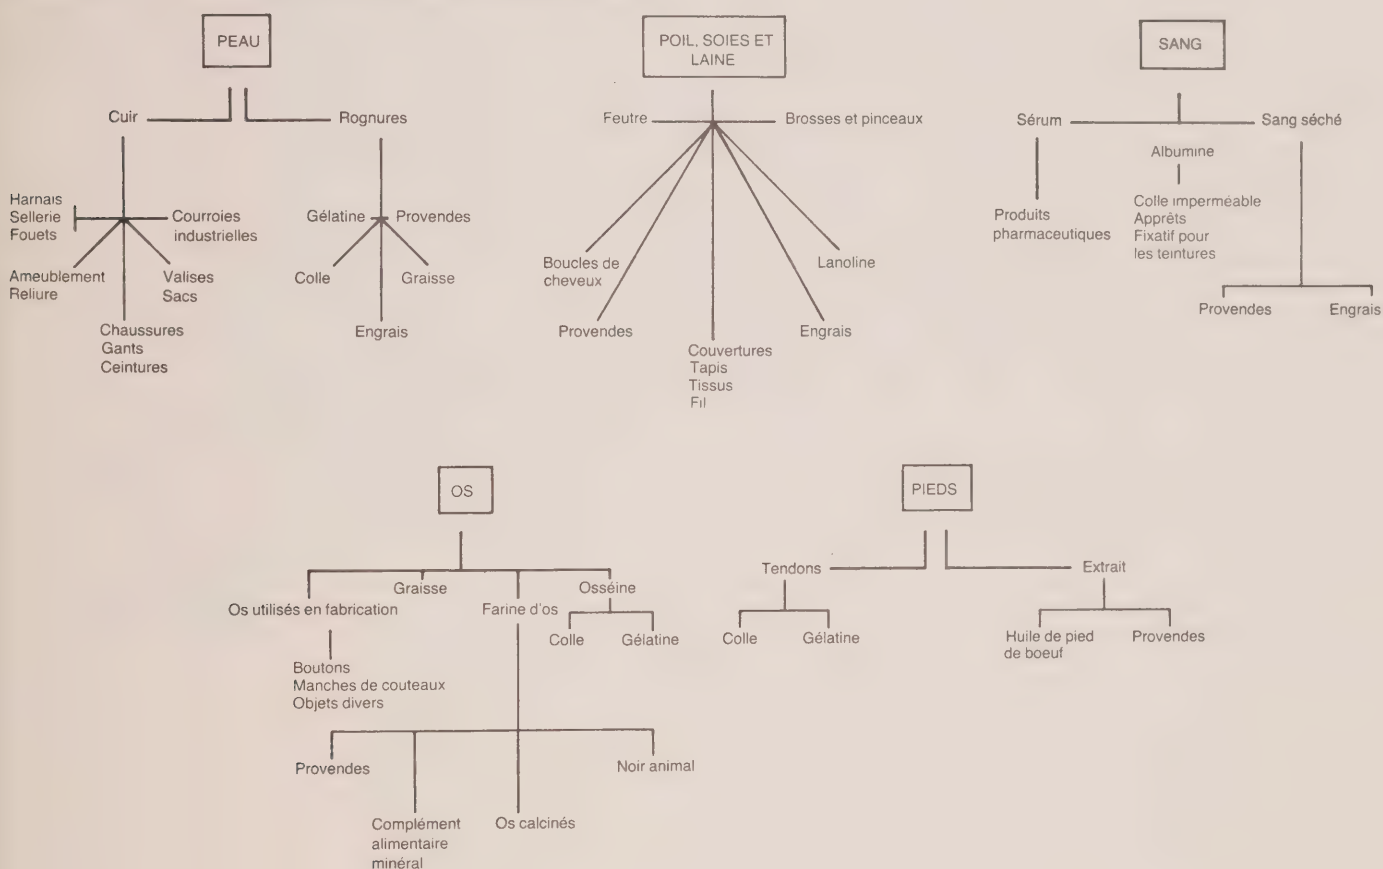 PEAU
Cuir
Rognures
Harnais
Sellerie
Fouets
Courroies
industrielles
Ameublement
Reliure
Valises
Sacs
Chaussures
Gants
Ceintures
Gélatine
Provendes
Colle
Graisse
Engrais
POIL, SOIES ET
LAINE
Feutre
Brosses et pinceaux
Boucles de
cheveux
Lanoline
Provendes
Engrais
Couvertures
Tapis
Tissus
Fil
SANG
Sérum
Sang séché
Albumine
Produits
pharmaceutiques
Colle imperméable
Apprêts
Fixatif pour
les teintures
Provendes
Engrais
OS
Os utilisés en fabrication
Graisse
Farine d'os
Osséine
Colle
Gélatine
Boutons
Manches de couteaux
Objets divers
Provendes
Complément
alimentaire
minéral
Os calcinés
Noir animal
PIEDS
Tendons
Extrait
Colle
Gélatine
Huile de pied
de boeuf
Provendes